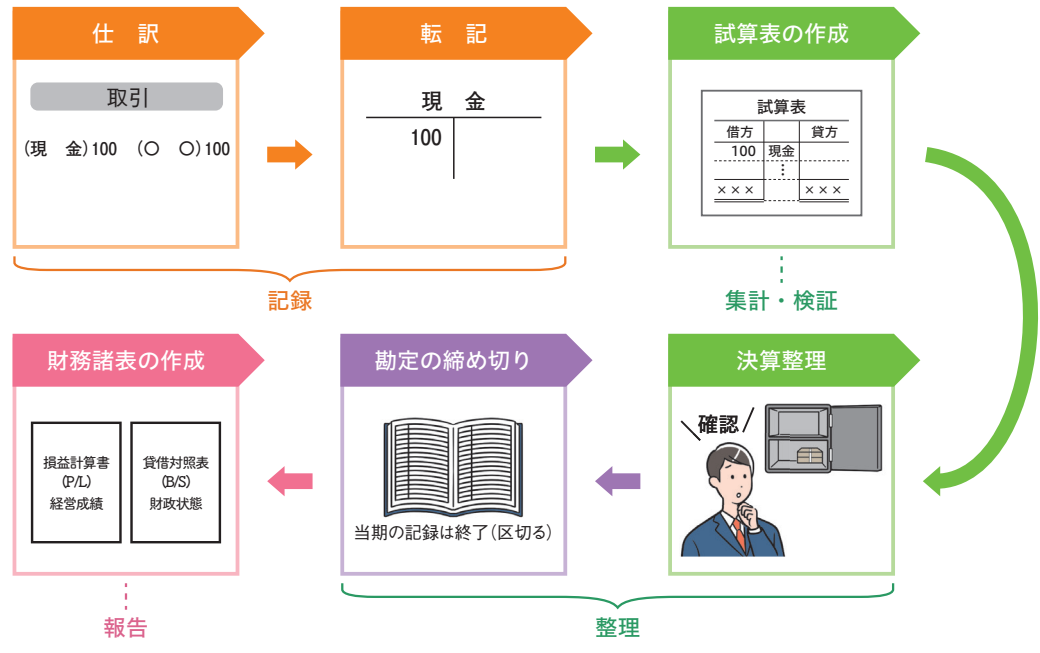 仕　訳
取引
(現　金)100　(○　○)100
転　記
現　金
100
試算表の作成
試算表
借方　貸方
100　現金
⋮
×××　×××
記録
集計・検証
決算整理
確認
勘定の締め切り
当期の記録は終了(区切る)
財務諸表の作成
損益計算書
(P/L)
経営成績
貸借対照表
(B/S)
財政状態
整理
報告